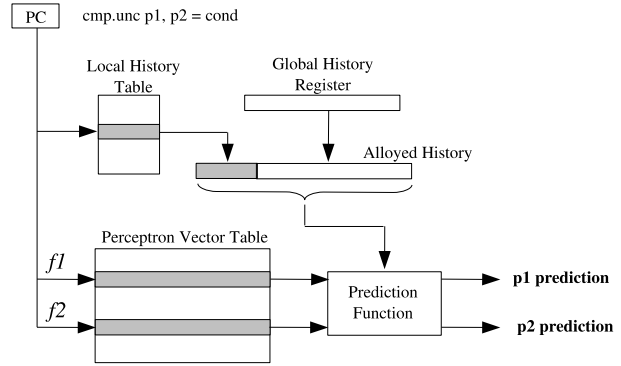 PC
cmp.unc p1, p2 = cond
Local History
Table
Global History
Register
Alloyed History
Perceptron Vector Table
f1
f2
Prediction
Function
p1 prediction
p2 prediction